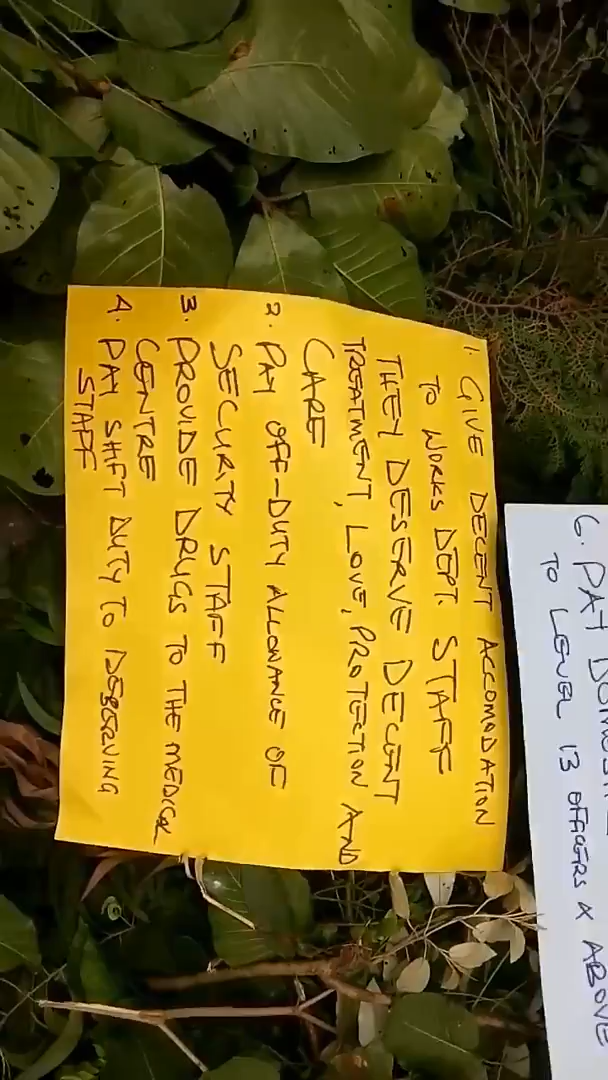 1. GIVE DECENT ACCOMODATION
TO WORKS DEPT. STAFF
THEY DESERVE DECENT
TREATMENT, LOVE, PROTECTION AND
CARE
2. PAY OFF-DUTY ALLOWANCE OF
SECURITY STAFF
3. PROVIDE DRUGS TO THE MEDICAL
CENTRE
4. PAY SHIFT DUTY TO DESERVING
STAFF
6. PAY
TO LEVEL 13 OFFICERS & ABOVE